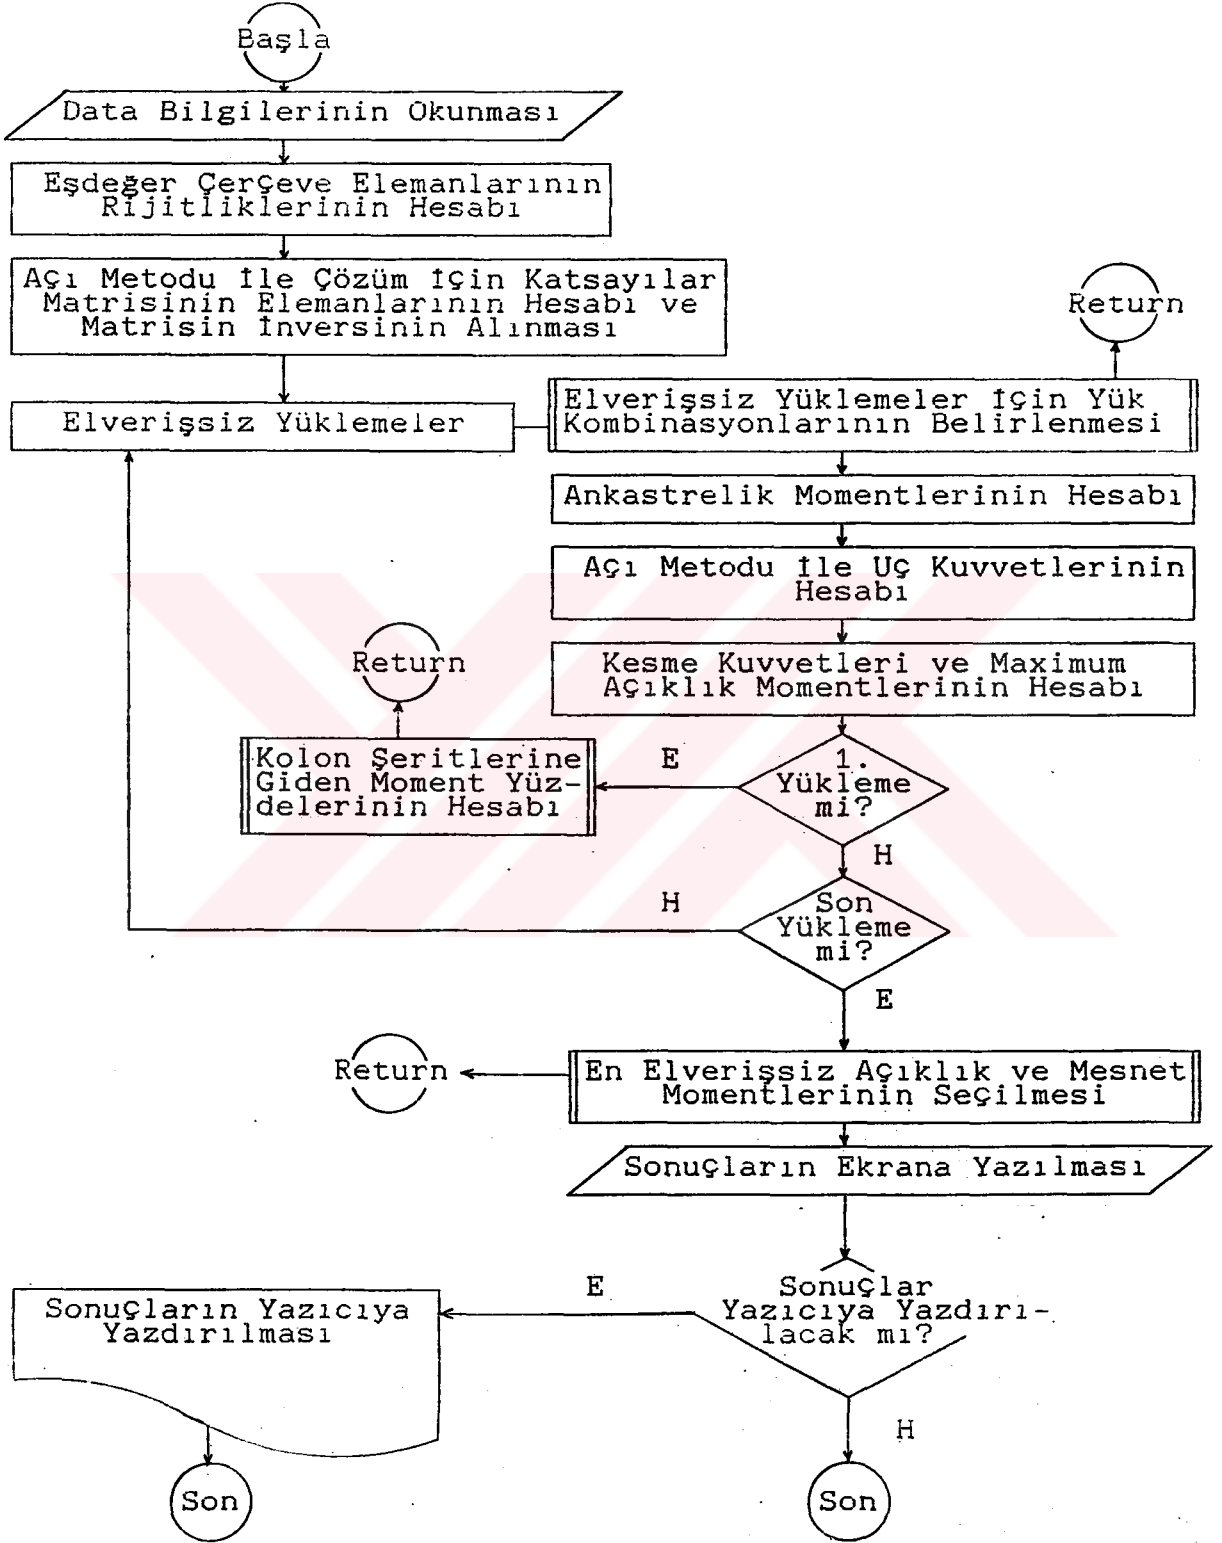 Başla
Data Bilgilerinin Okunması
Eşdeğer Çerçeve Elemanlarının
Rijitliklerinin Hesabı
Açı Metodu İle Çözüm İçin Katsayılar
Matrisinin Elemanlarının Hesabı ve
Matrisin İnversinin Alınması
Return
Elverişsiz Yüklemeler
Elverişsiz Yüklemeler İçin Yük
Kombinasyonlarının Belirlenmesi
Ankastrelik Momentlerinin Hesabı
Açı Metodu İle Uç Kuvvetlerinin
Hesabı
Kesme Kuvvetleri ve Maximum
Açıklık Momentlerinin Hesabı
Return
Kolon Şeritlerine
Giden Moment Yüz-
delerinin Hesabı
E
1.
Yükleme
mi?
H
H
Son
Yükleme
mi?
E
Return
En Elverişsiz Açıklık ve Mesnet
Momentlerinin Seçilmesi
Sonuçların Ekrana Yazılması
Sonuçlar
Yazıcıya Yazdırı-
lacak mı?
E
Sonuçların Yazıcıya
Yazdırılması
H
Son
Son